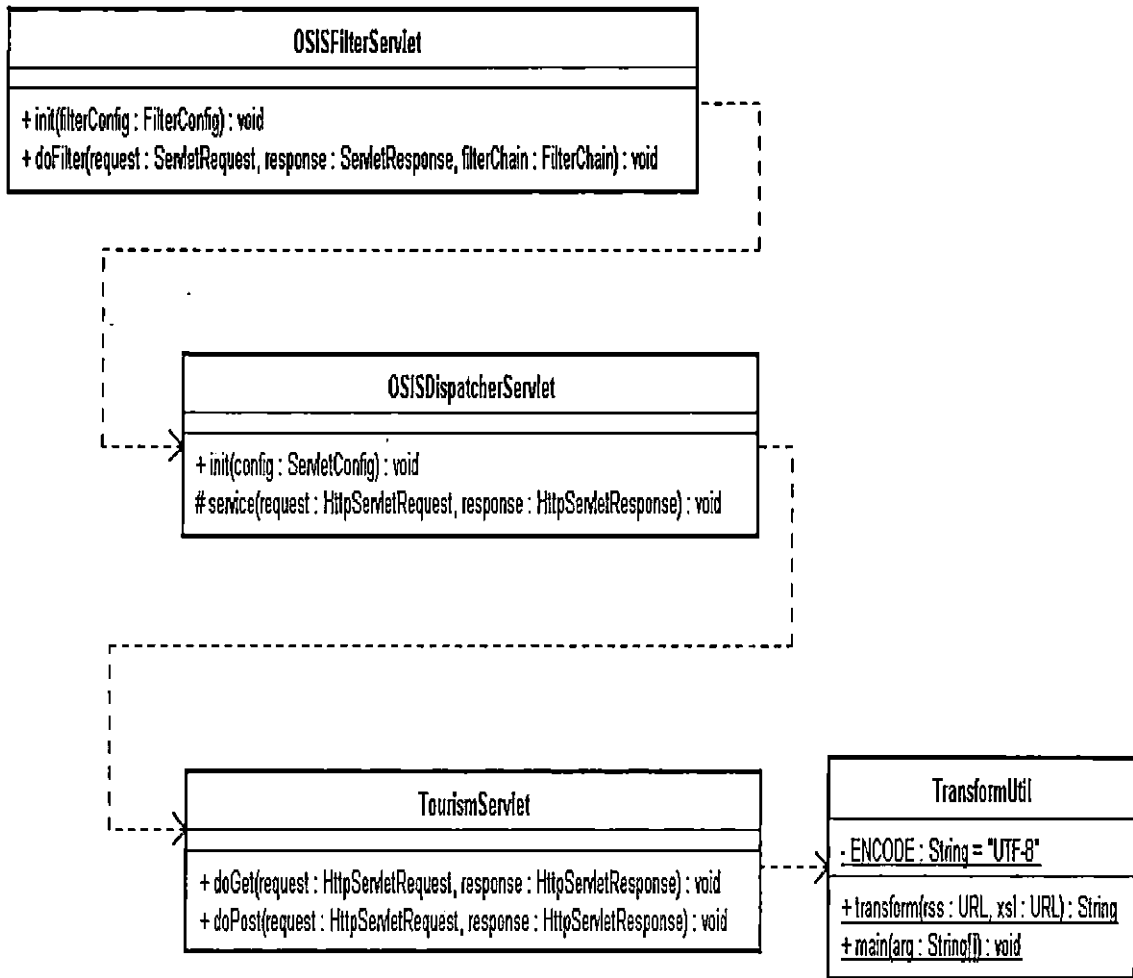 OSISFilterServlet
+ init(filterConfig : FilterConfig) : void
+ doFilter(request : ServletRequest, response : ServletResponse, filterChain : FilterChain) : void
OSISDispatcherServlet
+ init(config : ServletConfig) : void
# service(request : HttpServletRequest, response : HttpServletResponse) : void
TourismServlet
+ doGet(request : HttpServletRequest, response : HttpServletResponse) : void
+ doPost(request : HttpServletRequest, response : HttpServletResponse) : void
TransformUtil
- ENCODE : String = "UTF-8"
+ transform(rss : URL, xsl : URL) : String
+ main(arg : String[]) : void